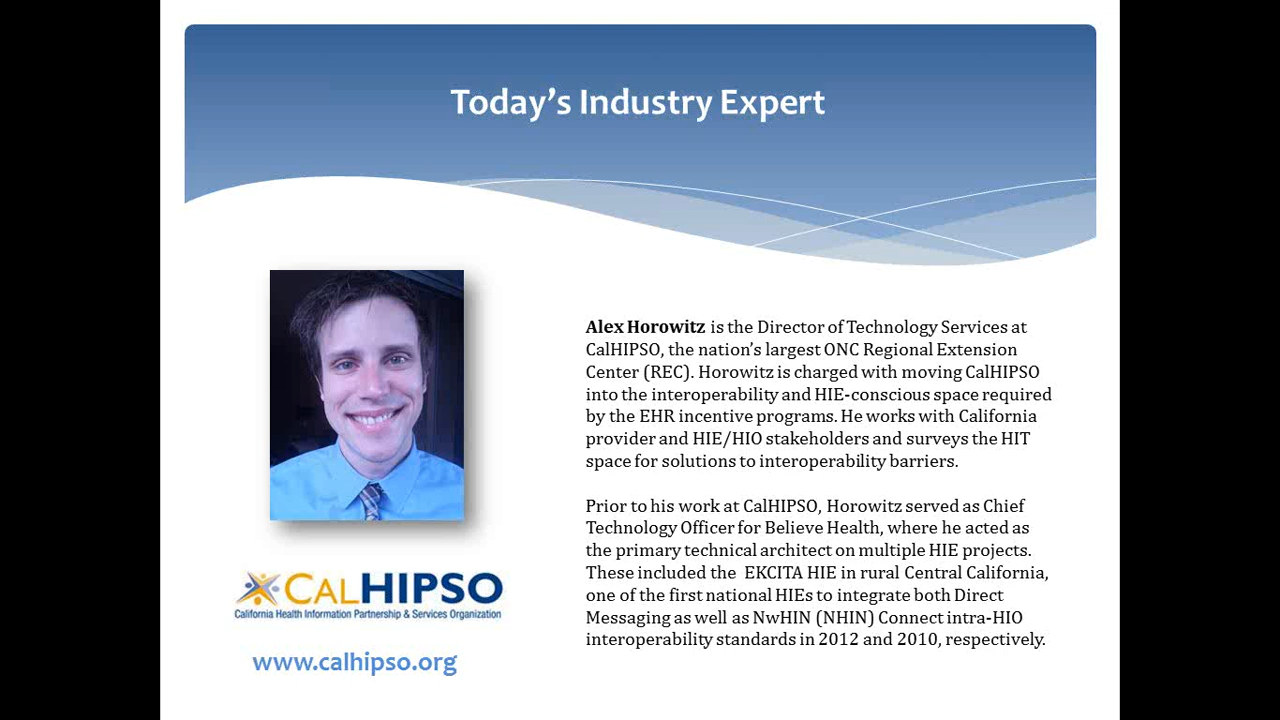 Today's Industry Expert
Alex Horowitz is the Director of Technology Services at
CalHIPSO, the nation's largest ONC Regional Extension
Center (REC). Horowitz is charged with moving CalHIPSO
into the interoperability and HIE-conscious space required
by the EHR incentive programs. He works with California
provider and HIE/HIO stakeholders and surveys the HIT
space for solutions to interoperability barriers.
Prior to his work at CalHIPSO, Horowitz served as Chief
Technology Officer for Believe Health, where he acted as
the primary technical architect on multiple HIE projects.
These included the EKCITA HIE in rural Central California,
one of the first national HIEs to integrate both Direct
Messaging as well as NwHIN (NHIN) Connect intra-HIO
interoperability standards in 2012 and 2010, respectively.
CALHIPSO
California Health Information Partnership & Services Organization
www.calhipso.org